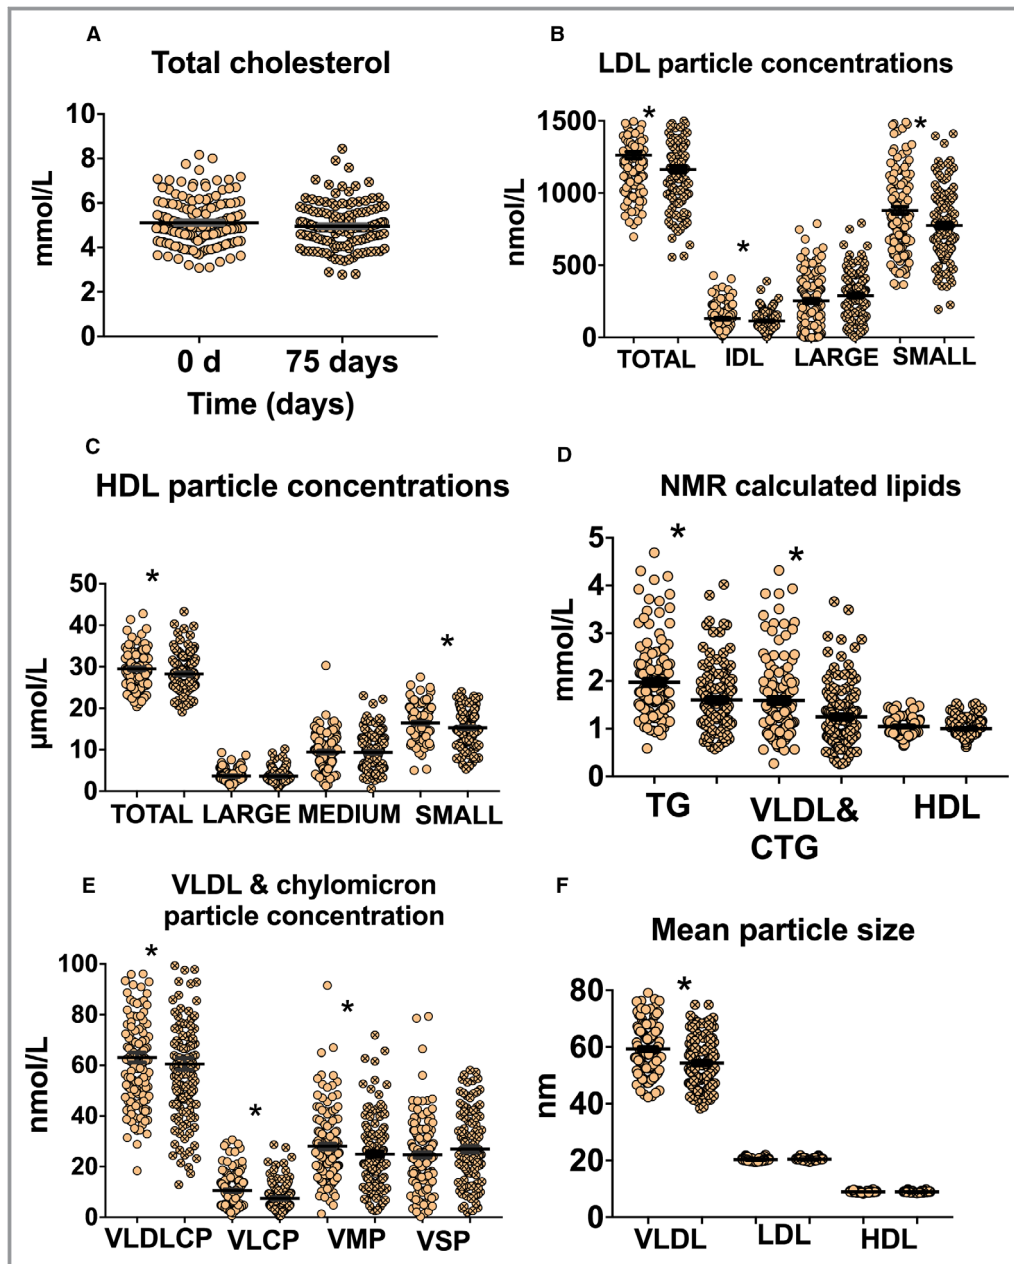 A
Total cholesterol
10
8
6
4
2
0
mmol/L
0 d 75 days
Time (days)
B
LDL particle concentrations
1500
1000
500
0
nmol/L
* * *
TOTAL IDL LARGE SMALL
C
HDL particle concentrations
50
40
30
20
10
0
µmol/L
* *
TOTAL LARGE MEDIUM SMALL
D
NMR calculated lipids
5
4
3
2
1
0
mmol/L
* *
TG VLDL& HDL
CTG
E
VLDL & chylomicron
particle concentration
100
80
60
40
20
0
nmol/L
* * *
VLDLCP VLCP VMP VSP
F
Mean particle size
80
60
40
20
0
nm
*
VLDL LDL HDL